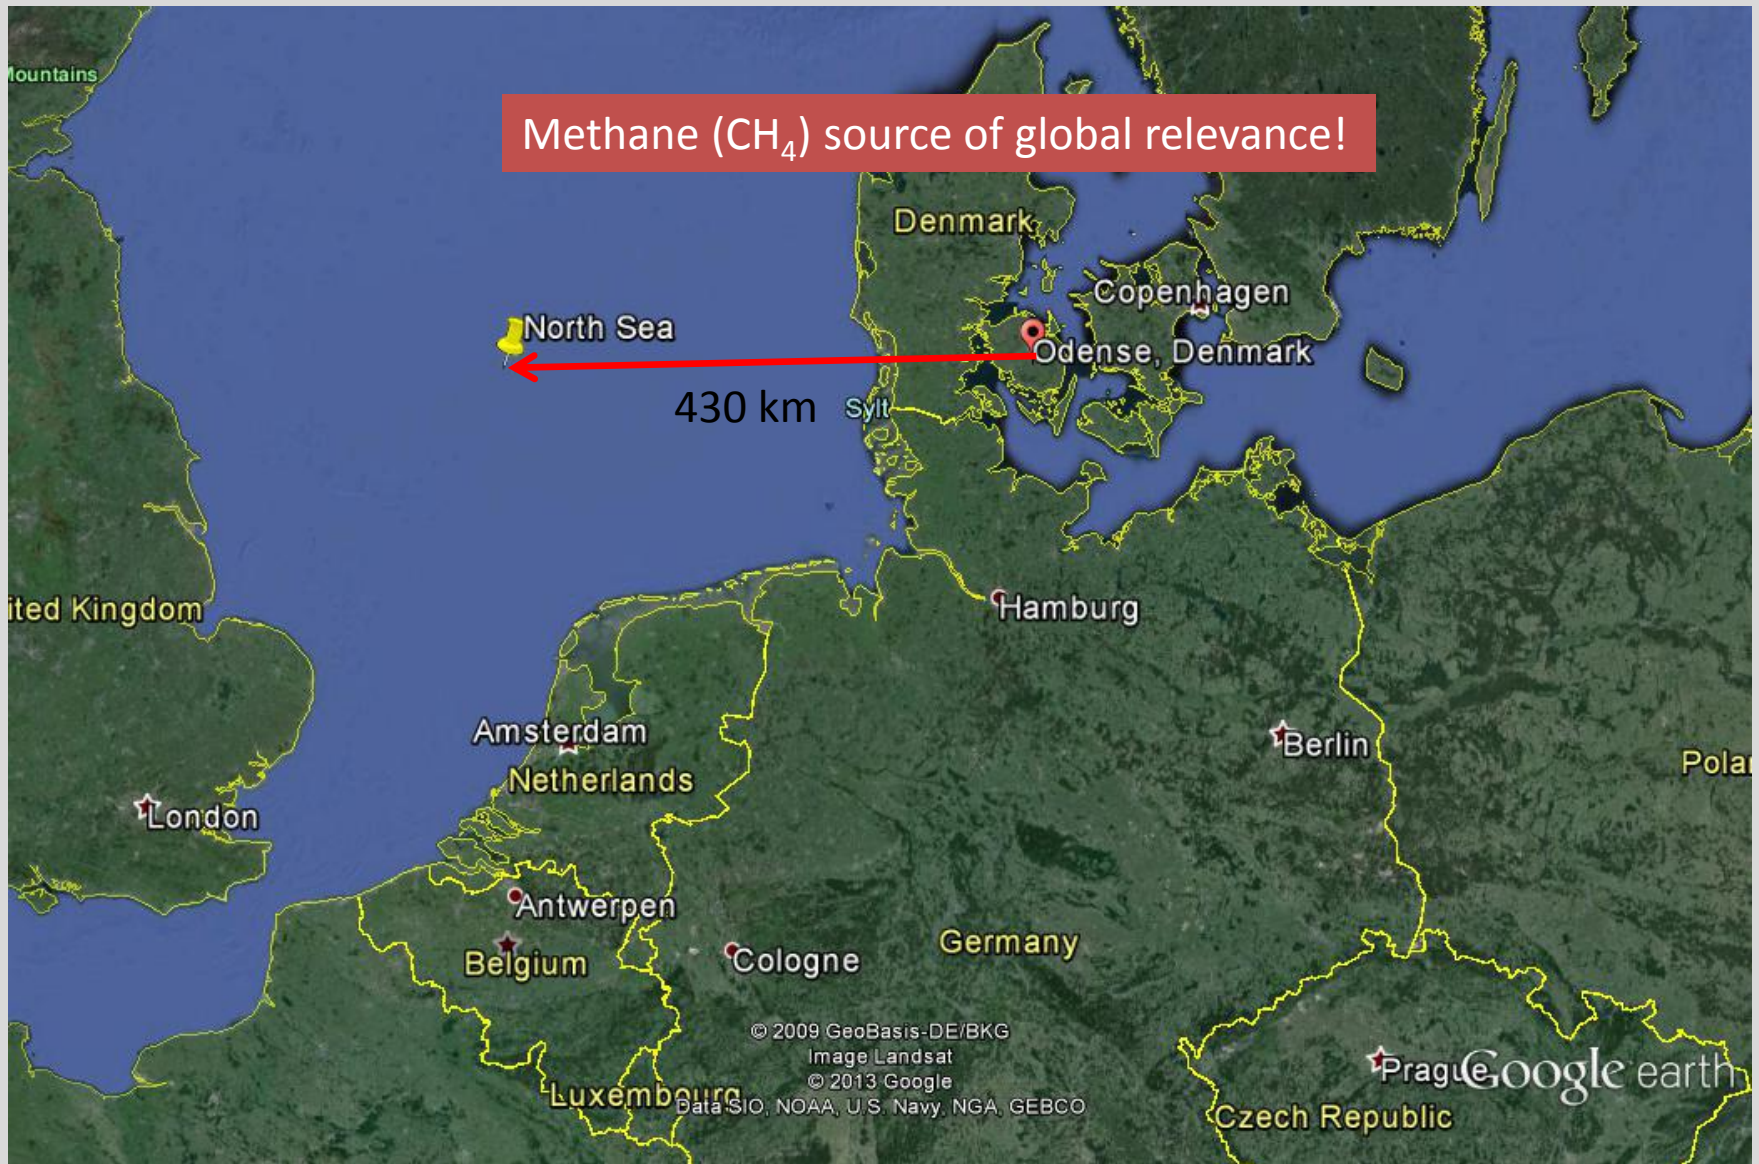 Mountains
Methane (CH₄) source of global relevance!
Denmark
Copenhagen
North Sea
Odense, Denmark
430 km
Sylt
ited Kingdom
Hamburg
Amsterdam
Berlin
Netherlands
Polan
London
Antwerpen
Germany
Belgium
Cologne
© 2009 GeoBasis-DE/BKG
Image Landsat
© 2013 Google
Data SIO, NOAA, U.S. Navy, NGA, GEBCO
Luxembourg
Prague
Google earth
Czech Republic